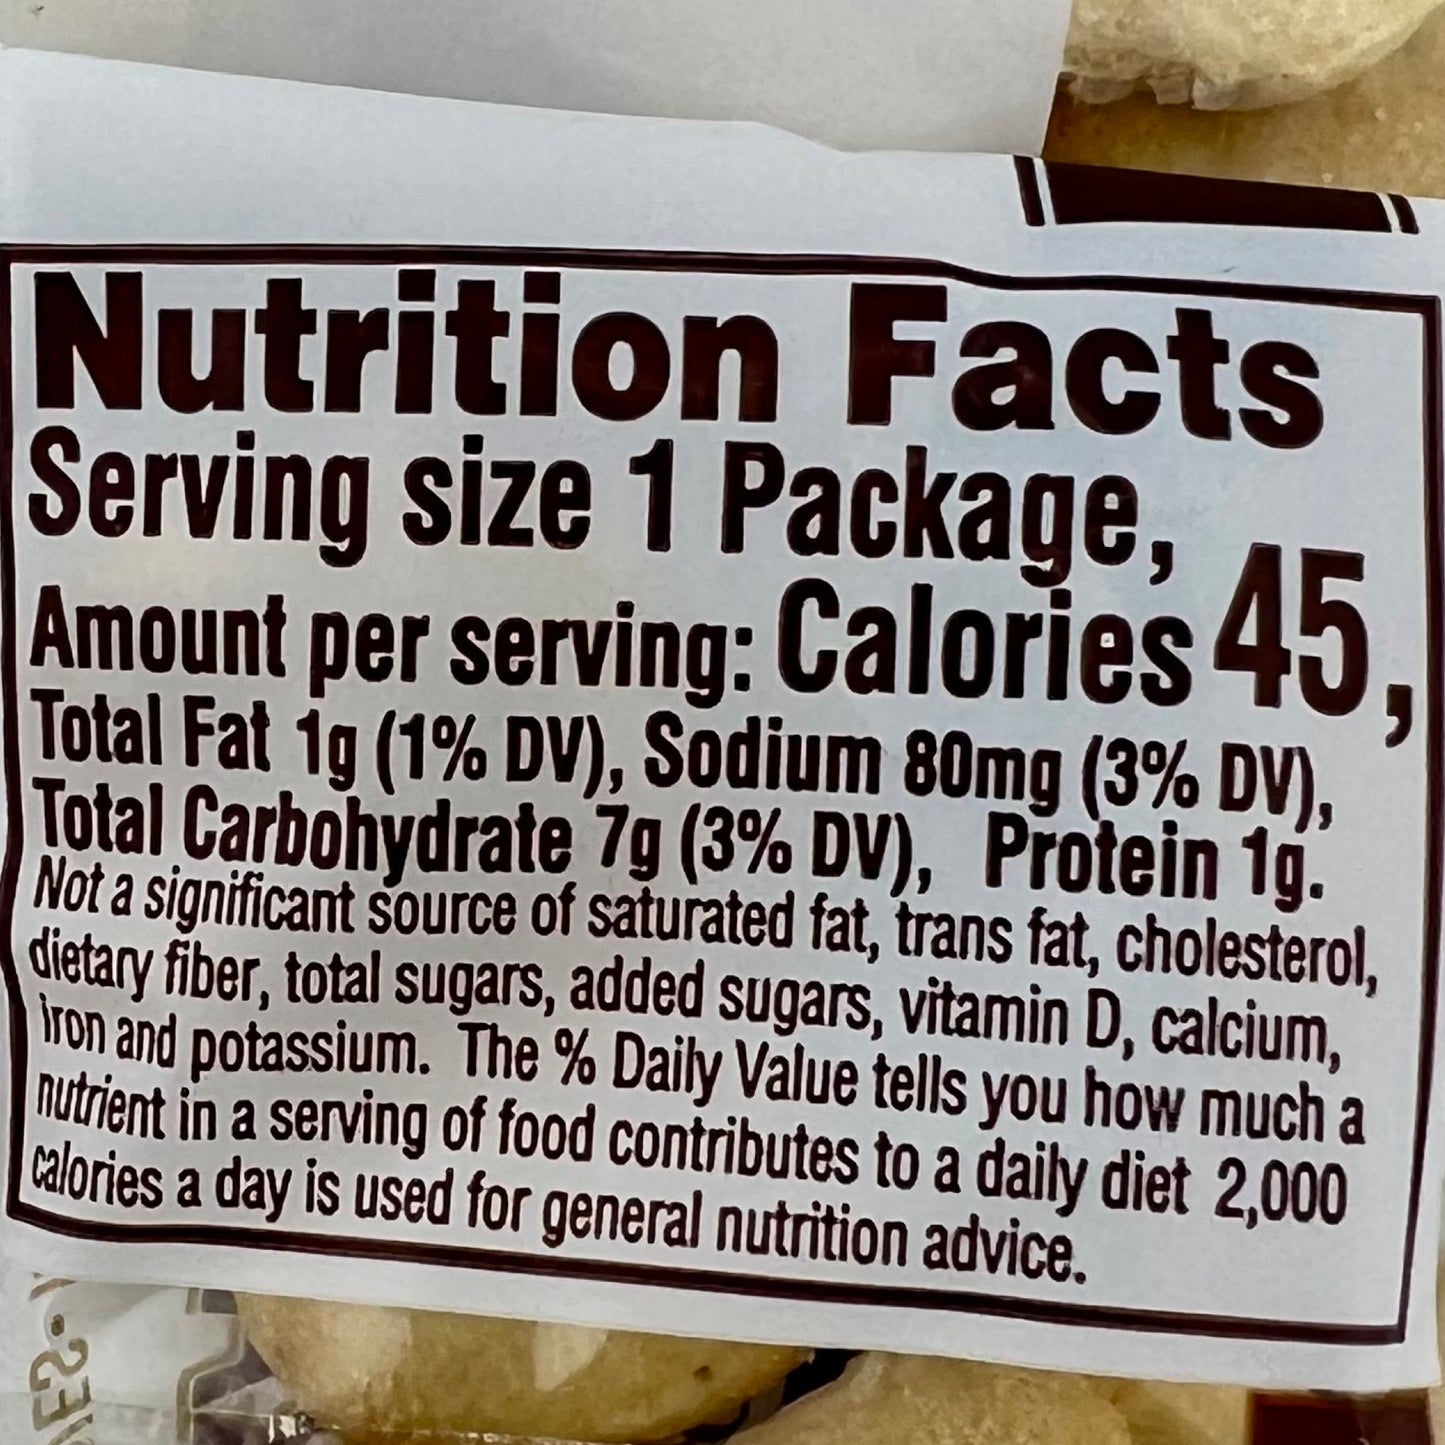 Nutrition Facts
Serving size 1 Package,
Amount per serving: Calories 45,
Total Fat 1g (1% DV), Sodium 80mg (3% DV),
Total Carbohydrate 7g (3% DV), Protein 1g.
Not a significant source of saturated fat, trans fat, cholesterol,
dietary fiber, total sugars, added sugars, vitamin D, calcium,
iron and potassium. The % Daily Value tells you how much a
nutrient in a serving of food contributes to a daily diet 2,000
calories a day is used for general nutrition advice.